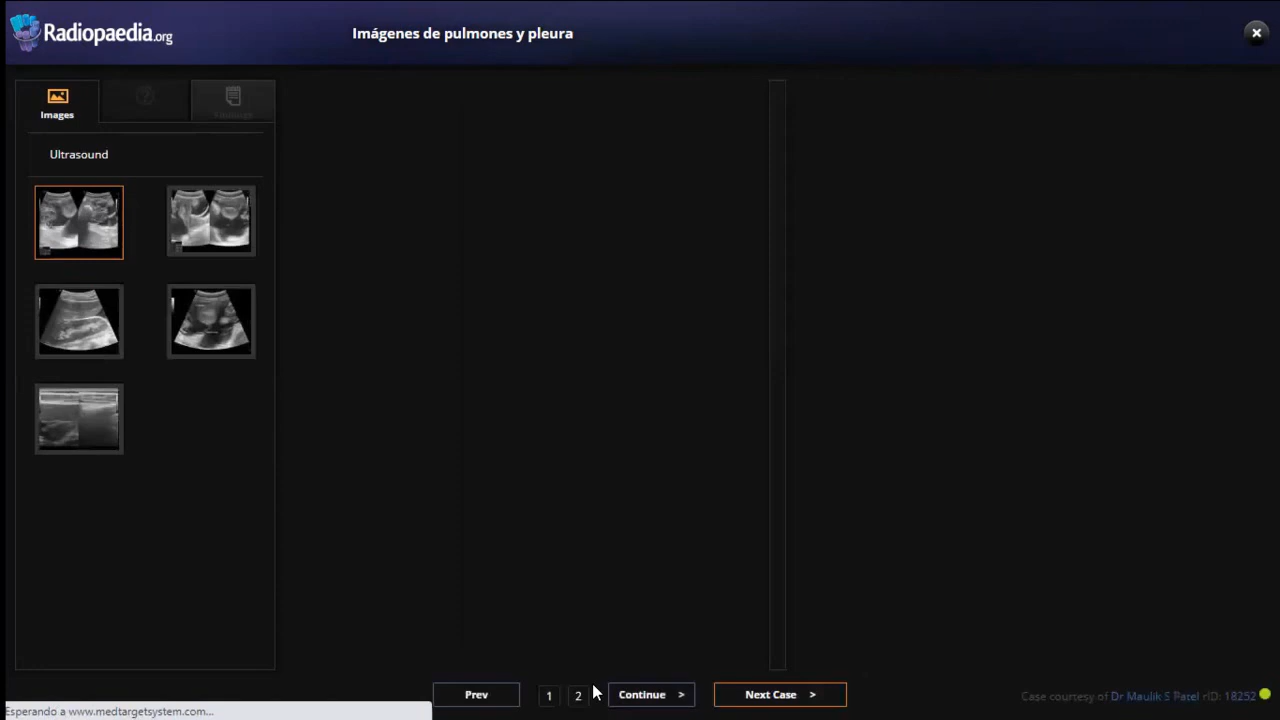 Radiopaedia.org
Imágenes de pulmones y pleura
Images
Findings
Ultrasound
Prev
1
2
Continue >
Next Case >
Case courtesy of Dr Maulik S Patel rID: 18252
Esperando a www.medtargetsystem.com...